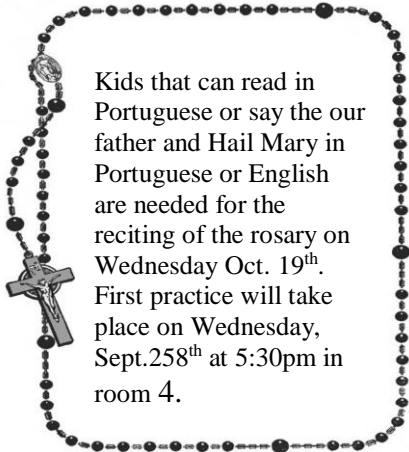 Kids that can read in
Portuguese or say the our
father and Hail Mary in
Portuguese or English
are needed for the
reciting of the rosary on
Wednesday Oct. 19th.
First practice will take
place on Wednesday,
Sept.258th at 5:30pm in
room 4.